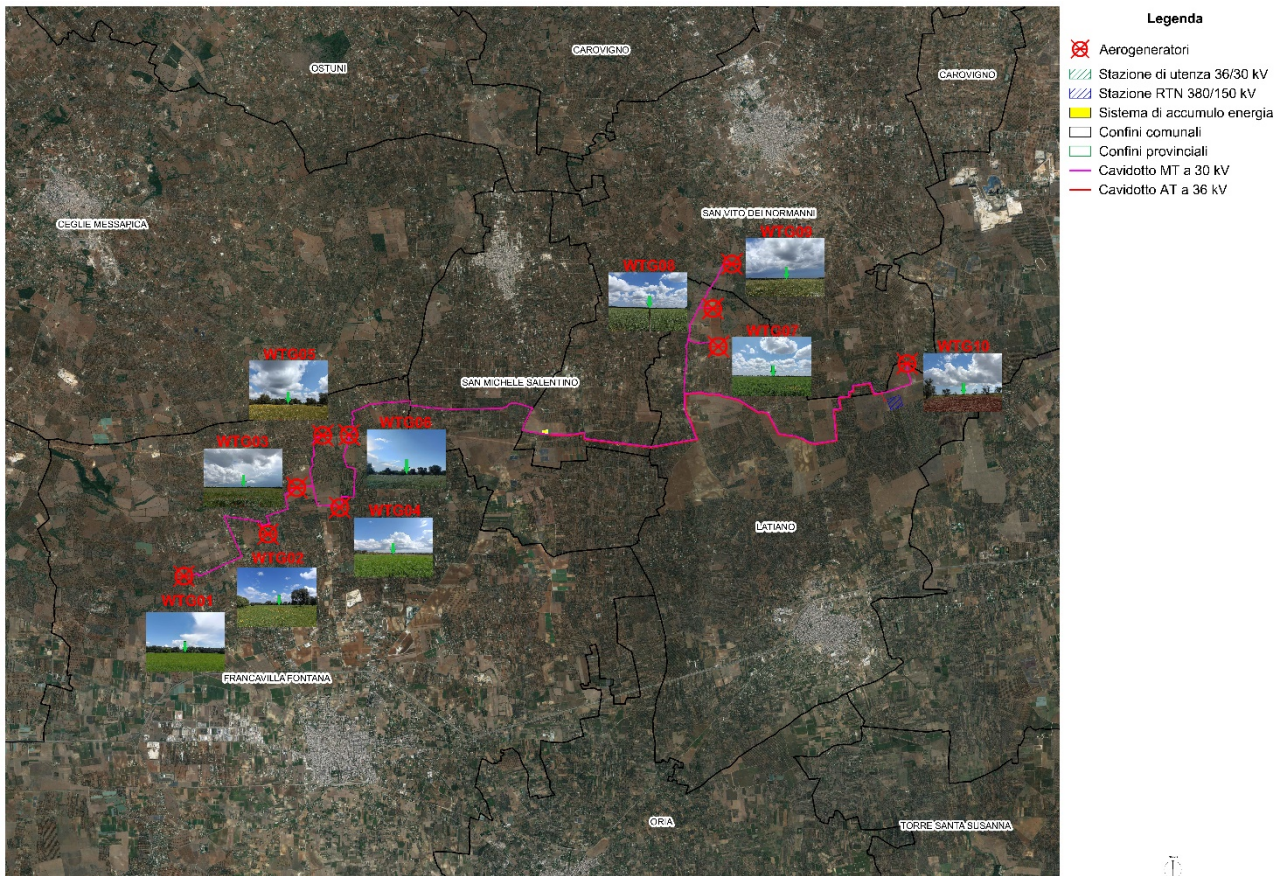 CAROVIGNO
OSTUNI
CAROVIGNO
CEGLIE MESSAPICA
SAN VITO DEI NORMANNI
WTG09
WTG08
WTG07
WTG10
WTG05
SAN MICHELE SALENTINO
WTG06
WTG03
WTG04
LATIANO
WTG02
WTG01
FRANCAVILLA FONTANA
ORIA
TORRE SANTA SUSANNA
Legenda
Aerogeneratori
Stazione di utenza 36/30 kV
Stazione RTN 380/150 kV
Sistema di accumulo energia
Confini comunali
Confini provinciali
Cavidotto MT a 30 kV
Cavidotto AT a 36 kV